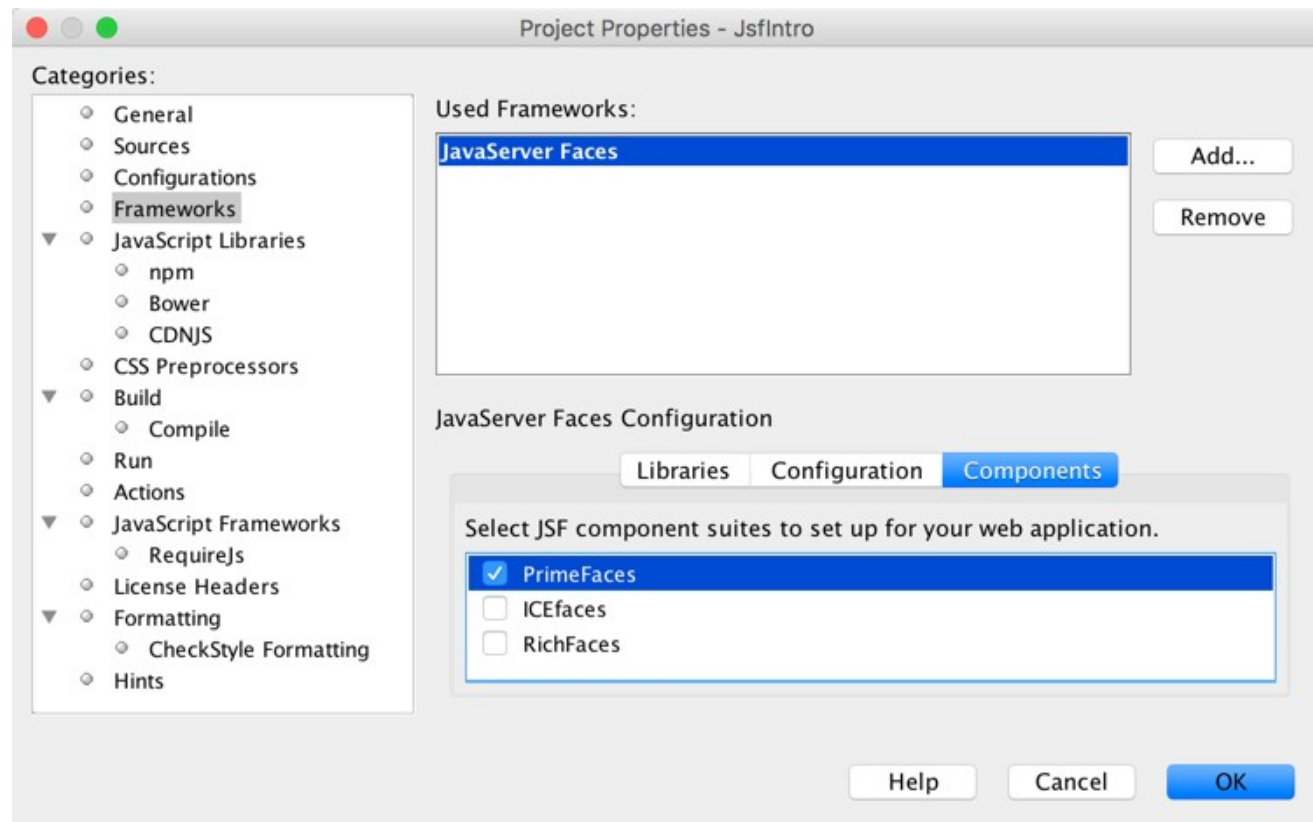 Project Properties - JsfIntro
Categories:
General
Sources
Configurations
Frameworks
JavaScript Libraries
npm
Bower
CDNJS
CSS Preprocessors
Build
Compile
Run
Actions
JavaScript Frameworks
RequireJs
License Headers
Formatting
CheckStyle Formatting
Hints
Used Frameworks:
JavaServer Faces
Add...
Remove
JavaServer Faces Configuration
Libraries Configuration Components
Select JSF component suites to set up for your web application.
PrimeFaces
ICEfaces
RichFaces
Help Cancel OK